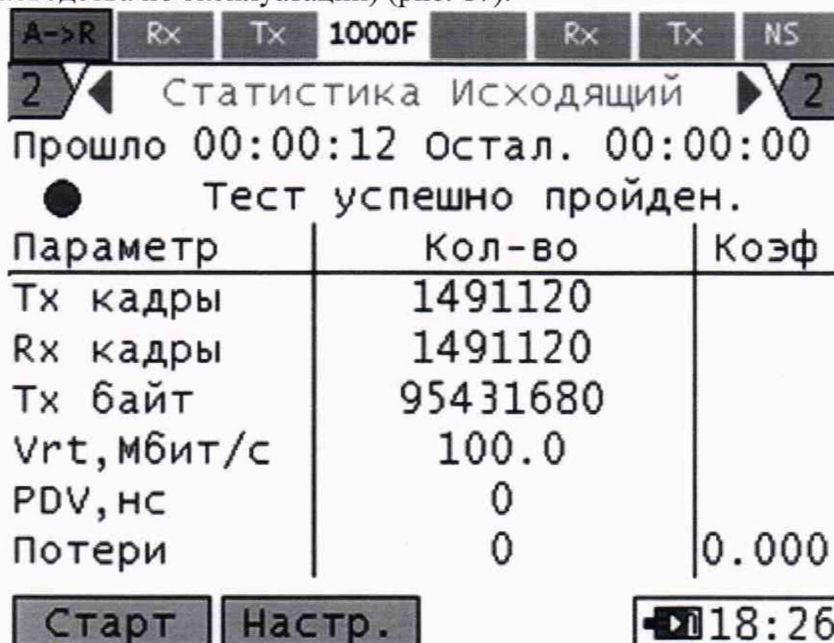 A->R Rx Tx 1000F Rx Tx NS
2 Статистика Исходящий 2
Прошло 00:00:12 Остал. 00:00:00
Тест успешно пройден.
Параметр Кол-во Коэф
Tx кадры 1491120
Rx кадры 1491120
Tx байт 95431680
Vrt,Мбит/с 100.0
PDV,нс 0
Потери 0 0.000
Старт Настр. 18:26